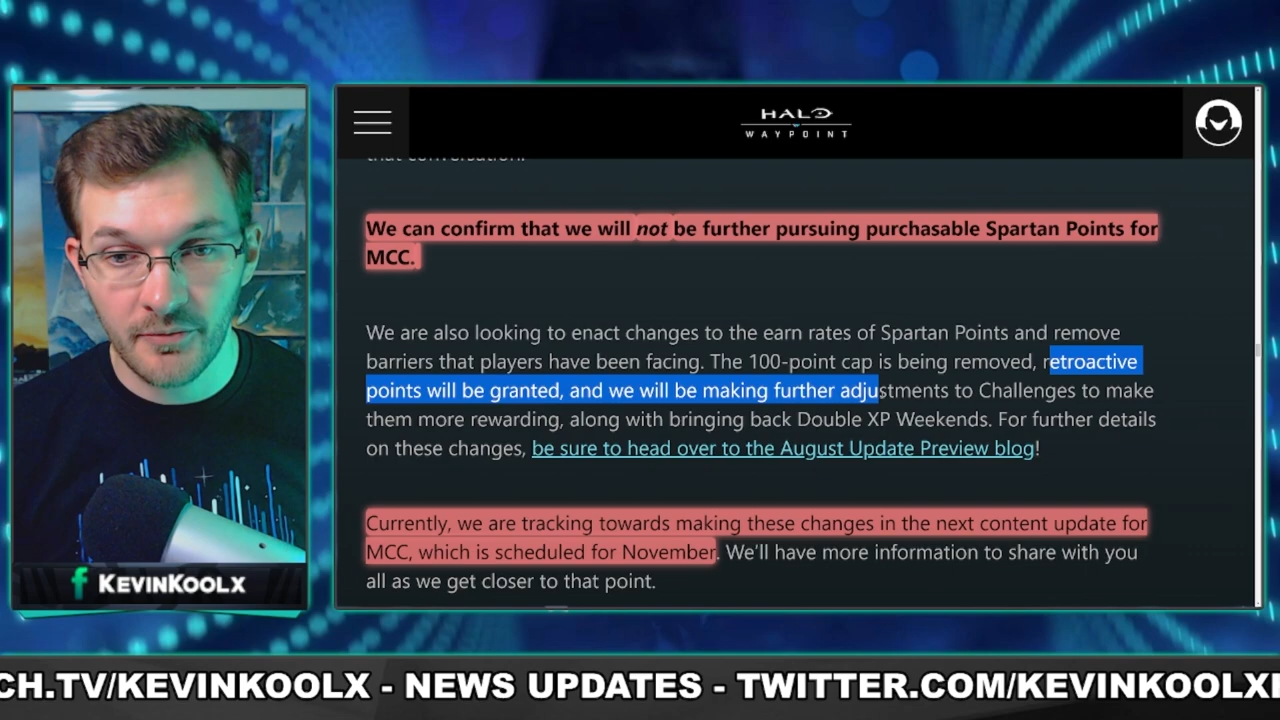 HALO
WAYPOINT
that conversation.
We can confirm that we will not be further pursuing purchasable Spartan Points for
MCC.
We are also looking to enact changes to the earn rates of Spartan Points and remove
barriers that players have been facing. The 100-point cap is being removed, retroactive
points will be granted, and we will be making further adjustments to Challenges to make
them more rewarding, along with bringing back Double XP Weekends. For further details
on these changes, be sure to head over to the August Update Preview blog!
Currently, we are tracking towards making these changes in the next content update for
MCC, which is scheduled for November. We'll have more information to share with you
all as we get closer to that point.
f KEVINKOOLX
CH.TV/KEVINKOOLX - NEWS UPDATES - TWITTER.COM/KEVINKOOLX